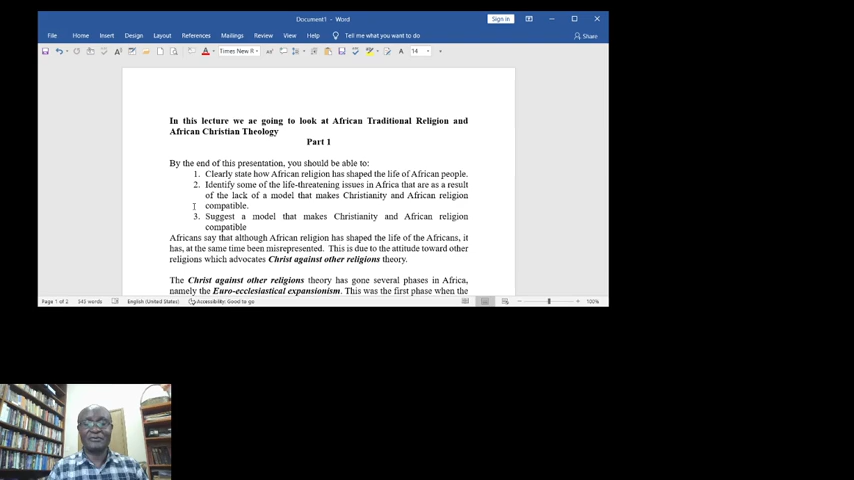 Document1 - Word
Sign in
File Home Insert Design Layout References Mailings Review View Help Tell me what you want to do
Share
Times New R
14
In this lecture we ae going to look at African Traditional Religion and
African Christian Theology
Part 1
By the end of this presentation, you should be able to:
1. Clearly state how African religion has shaped the life of African people.
2. Identify some of the life-threatening issues in Africa that are as a result
of the lack of a model that makes Christianity and African religion
compatible.
3. Suggest a model that makes Christianity and African religion
compatible
Africans say that although African religion has shaped the life of the Africans, it
has, at the same time been misrepresented. This is due to the attitude toward other
religions which advocates Christ against other religions theory.
The Christ against other religions theory has gone several phases in Africa,
namely the Euro-ecclesiastical expansionism. This was the first phase when the
Page 1 of 2 543 words English (United States) Accessibility: Good to go 100%